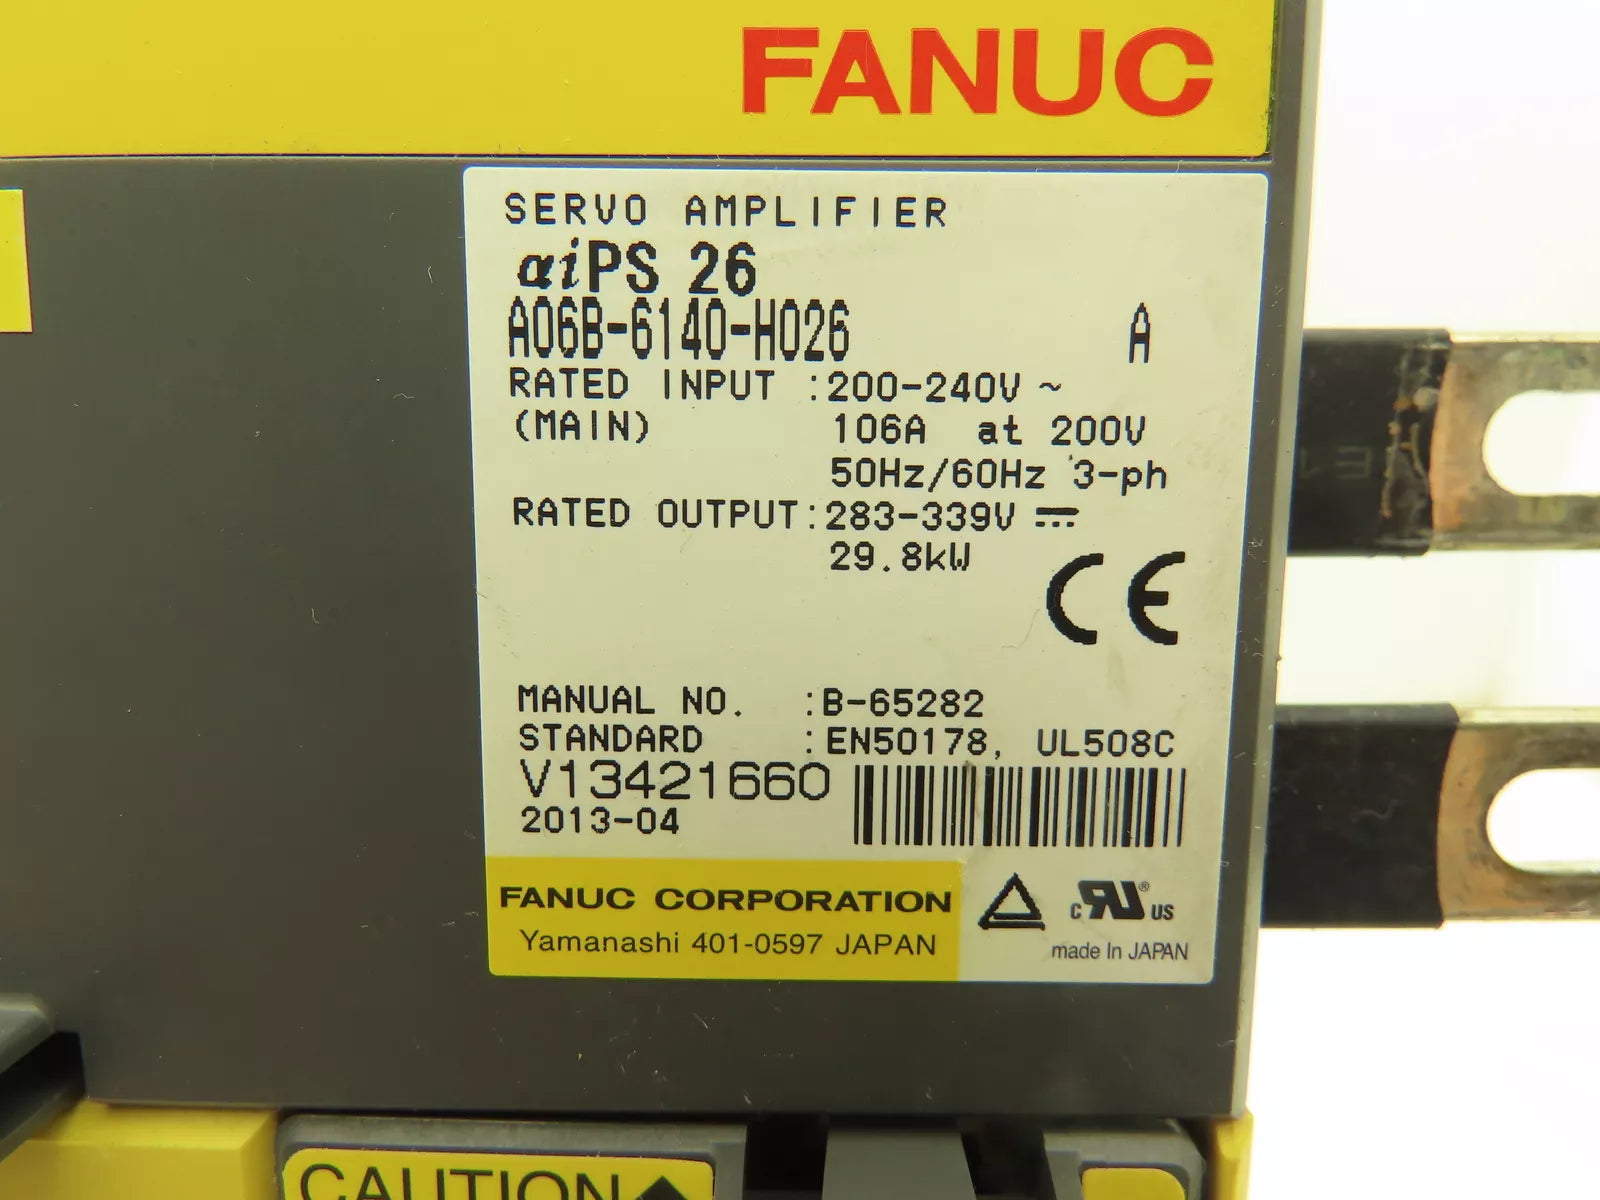 FANUC
SERVO AMPLIFIER
αiPS 26
A06B-6140-H026 A
RATED INPUT :200-240V ~
(MAIN) 106A at 200V
50Hz/60Hz 3-ph
RATED OUTPUT:283-339V ⎓
29.8kW
CE
MANUAL NO. :B-65282
STANDARD :EN50178, UL508C
V13421660
2013-04
FANUC CORPORATION
Yamanashi 401-0597 JAPAN
c RU ® US
made In JAPAN
CAUTION